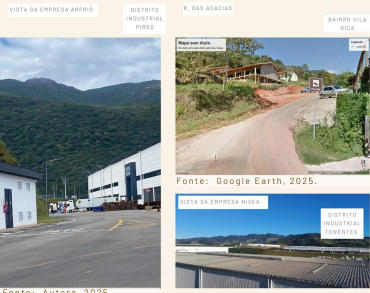 VISTA DA EMPRESA ARFRIO
DISTRITO
INDUSTRIAL
PIRES
R. DAS ACÁCIAS
BAIRRO VILA
RICA
Mapa sem título
Fonte: Google Earth, 2025.
VISTA DA EMPRESA NIVEA
DISTRITO
INDUSTRIAL
TENENTES
Fonte: Autora, 2025